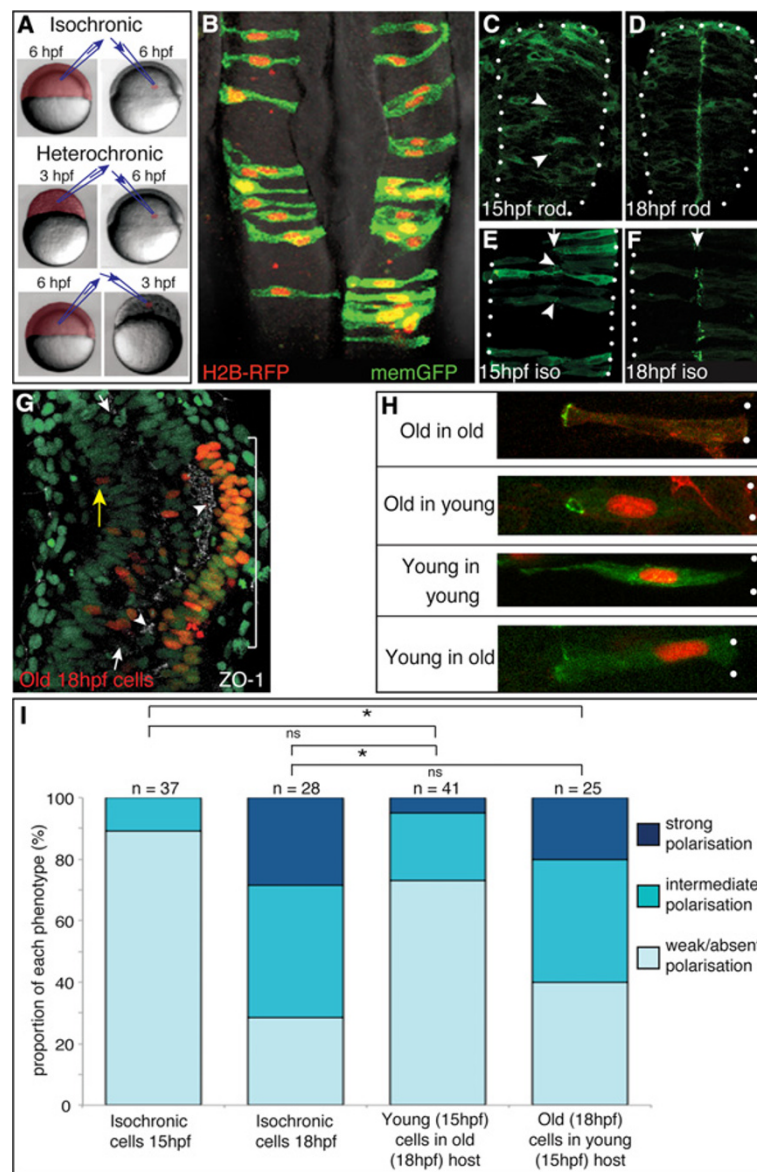 A
Isochronic
6 hpf 6 hpf
Heterochronic
3 hpf 6 hpf
6 hpf 3 hpf
B
H2B-RFP memGFP
C
15hpf rod
D
18hpf rod
E
15hpf iso
F
18hpf iso
G
Old 18hpf cells ZO-1
H
Old in old
Old in young
Young in
young
Young in old
I
*
ns
*
ns
n = 37 n = 28 n = 41 n = 25
proportion of each phenotype (%)
100
80
60
40
20
0
strong
polarisation
intermediate
polarisation
weak/absent
polarisation
Isochronic
cells 15hpf
Isochronic
cells 18hpf
Young (15hpf)
cells in old
(18hpf) host
Old (18hpf)
cells in young
(15hpf) host